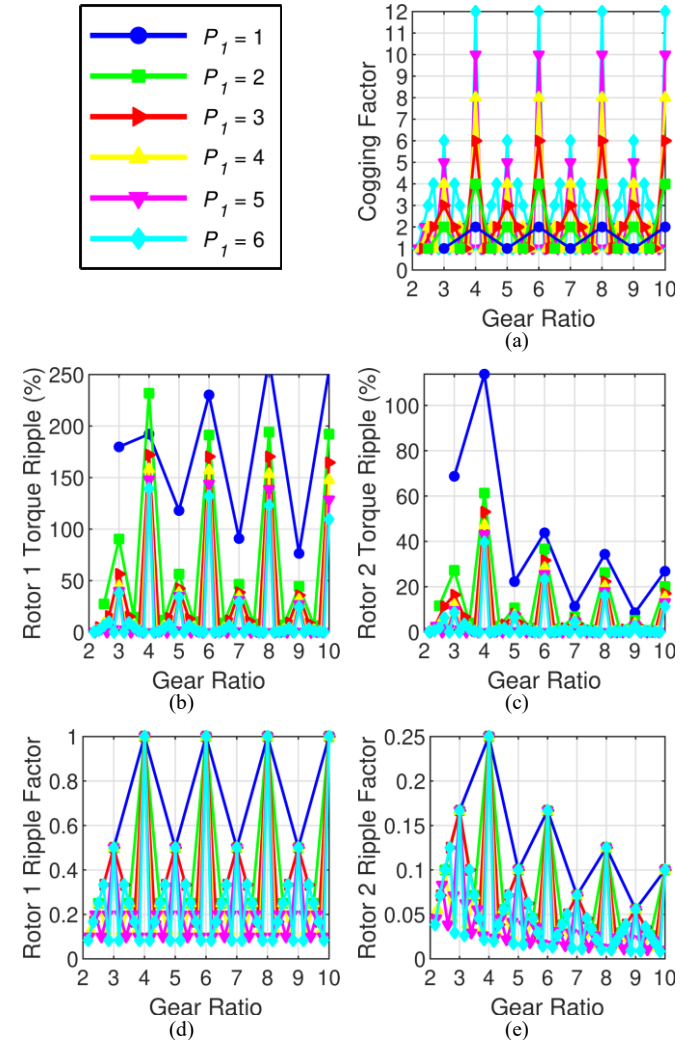 P1 = 1
P1 = 2
P1 = 3
P1 = 4
P1 = 5
P1 = 6
12
11
10
9
8
7
6
5
4
3
2
1
0
Cogging Factor
2 3 4 5 6 7 8 9 10
Gear Ratio
(a)
250
200
150
100
50
0
Rotor 1 Torque Ripple (%)
2 3 4 5 6 7 8 9 10
Gear Ratio
(b)
100
80
60
40
20
0
Rotor 2 Torque Ripple (%)
2 3 4 5 6 7 8 9 10
Gear Ratio
(c)
1
0.8
0.6
0.4
0.2
0
Rotor 1 Ripple Factor
2 3 4 5 6 7 8 9 10
Gear Ratio
(d)
0.25
0.2
0.15
0.1
0.05
0
Rotor 2 Ripple Factor
2 3 4 5 6 7 8 9 10
Gear Ratio
(e)